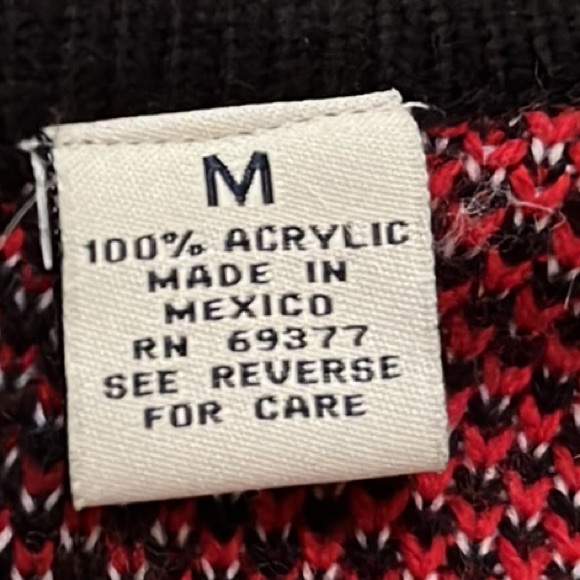 M
100% ACRYLIC
MADE IN
MEXICO
RN 69377
SEE REVERSE
FOR CARE